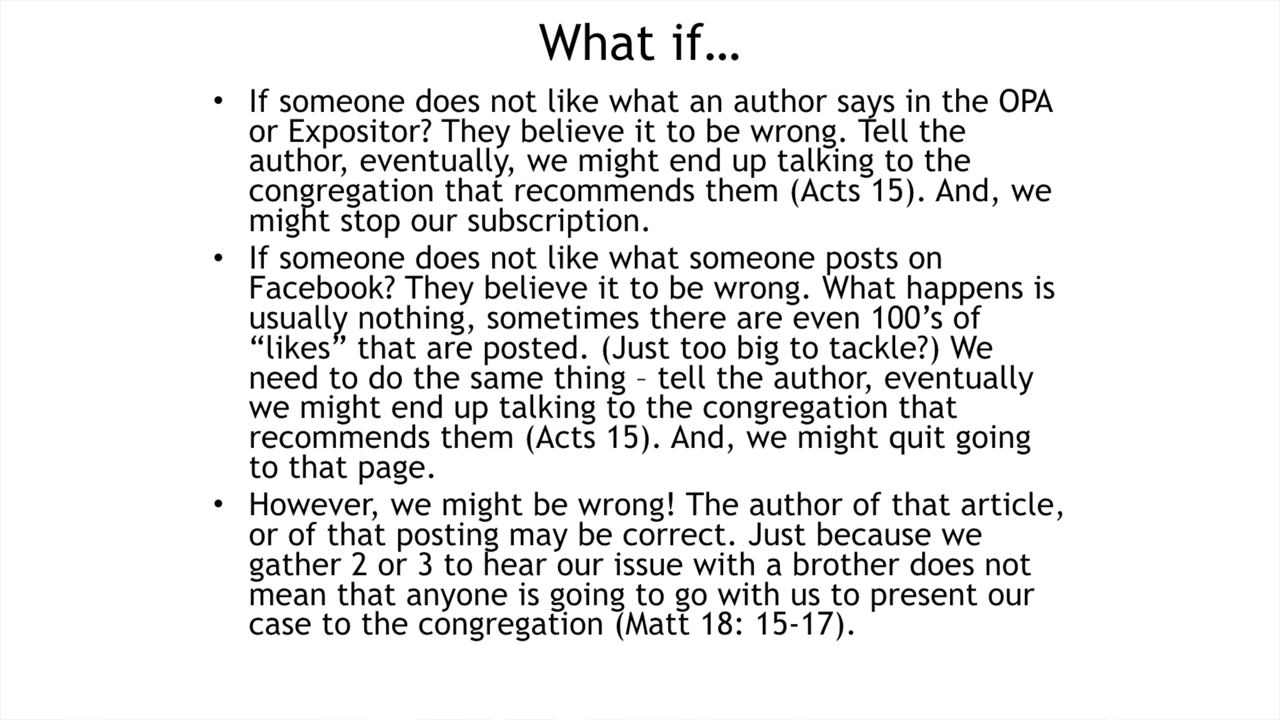 What if…
• If someone does not like what an author says in the OPA
or Expositor? They believe it to be wrong. Tell the
author, eventually, we might end up talking to the
congregation that recommends them (Acts 15). And, we
might stop our subscription.
• If someone does not like what someone posts on
Facebook? They believe it to be wrong. What happens is
usually nothing, sometimes there are even 100’s of
“likes” that are posted. (Just too big to tackle?) We
need to do the same thing – tell the author, eventually
we might end up talking to the congregation that
recommends them (Acts 15). And, we might quit going
to that page.
• However, we might be wrong! The author of that article,
or of that posting may be correct. Just because we
gather 2 or 3 to hear our issue with a brother does not
mean that anyone is going to go with us to present our
case to the congregation (Matt 18: 15-17).